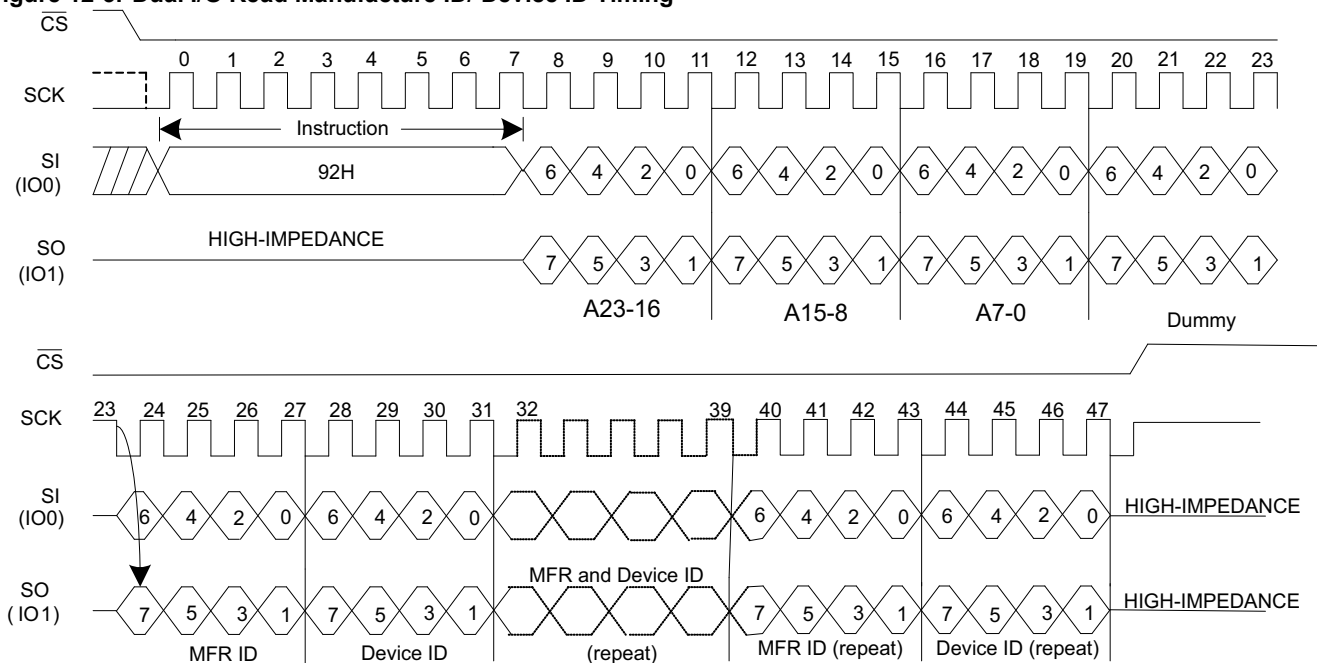 Figure 12-6. Dual I/O Read Manufacture ID/ Device ID Timing
CS
0 1 2 3 4 5 6 7 8 9 10 11 12 13 14 15 16 17 18 19 20 21 22 23
SCK
Instruction
SI
(IO0)
92H
6 4 2 0 6 4 2 0 6 4 2 0 6 4 2 0
SO
(IO1)
HIGH-IMPEDANCE
7 5 3 1 7 5 3 1 7 5 3 1 7 5 3 1
A23-16 A15-8 A7-0 Dummy
CS
SCK
23 24 25 26 27 28 29 30 31 32 39 40 41 42 43 44 45 46 47
SI
(IO0)
6 4 2 0 6 4 2 0 6 4 2 0 6 4 2 0
HIGH-IMPEDANCE
MFR and Device ID
SO
(IO1)
7 5 3 1 7 5 3 1 7 5 3 1 7 5 3 1
HIGH-IMPEDANCE
MFR ID Device ID (repeat) MFR ID (repeat) Device ID (repeat)